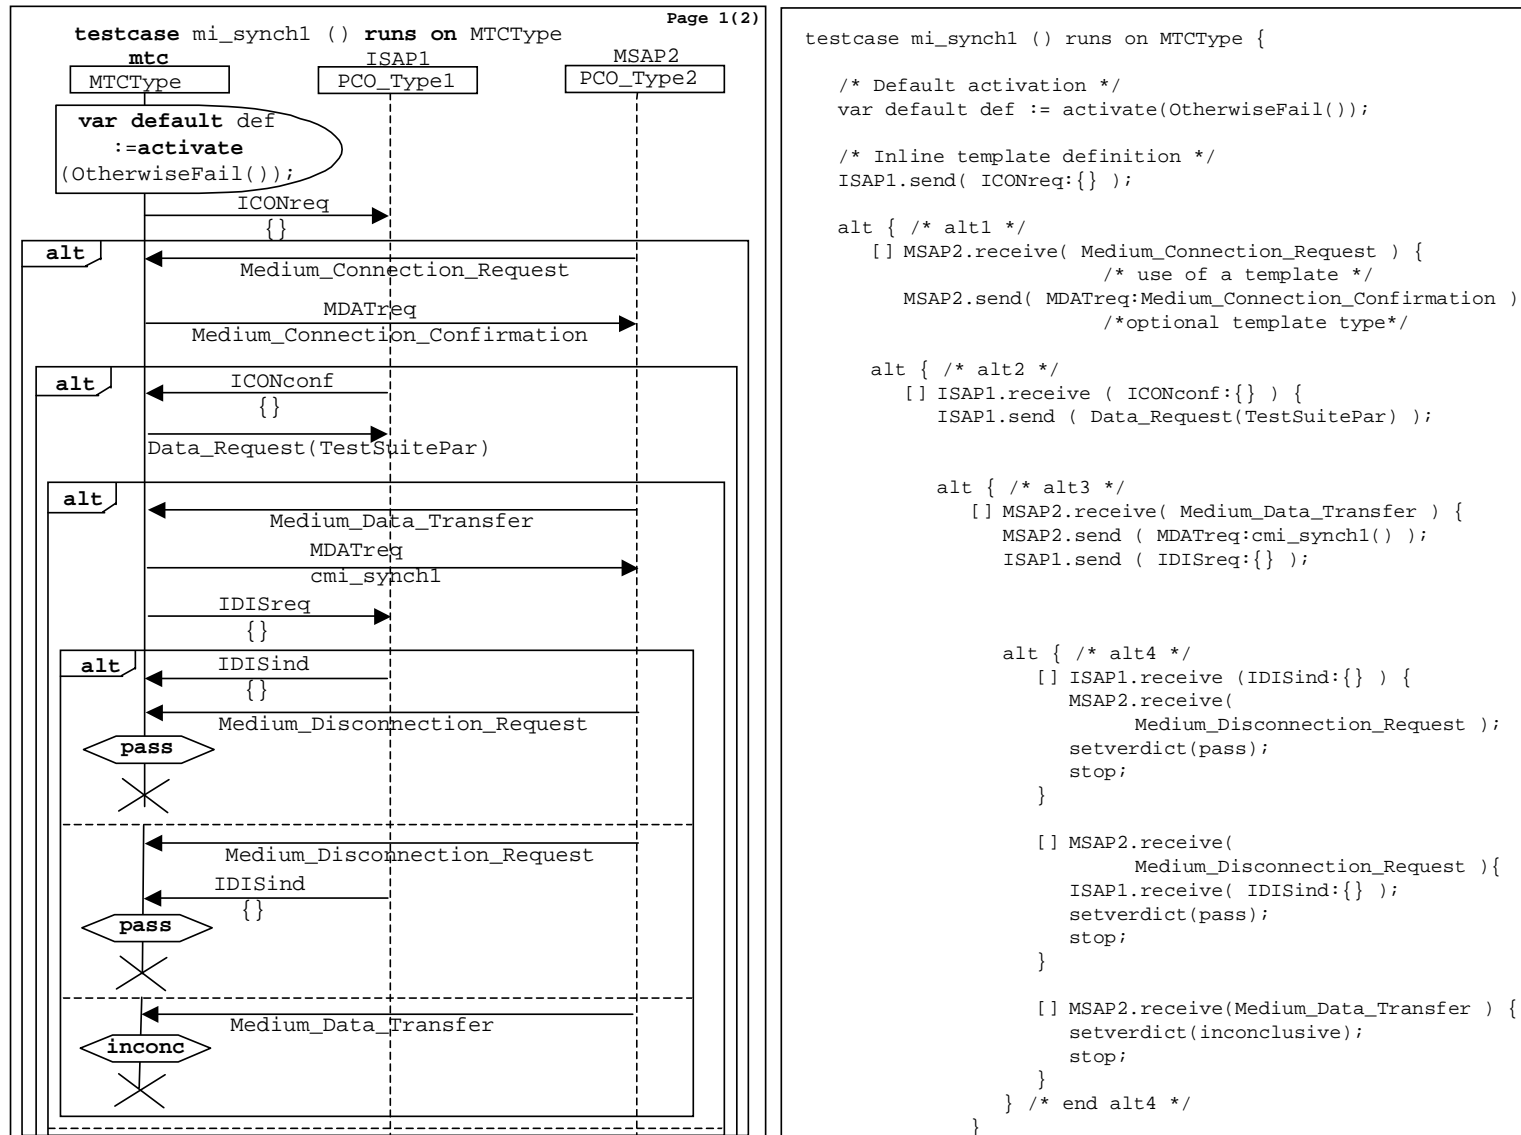 Page 1(2)
testcase mi_synch1 () runs on MTCType
mtc
ISAP1
MSAP2
MTCType
PCO_Type1
PCO_Type2
var default def
:=activate
(OtherwiseFail());
ICONreq
{}
alt
Medium_Connection_Request
MDATreq
Medium_Connection_Confirmation
alt
ICONconf
{}
Data_Request(TestSuitePar)
alt
Medium_Data_Transfer
MDATreq
cmi_synch1
IDISreq
{}
alt
IDISind
{}
Medium_Disconnection_Request
pass
Medium_Disconnection_Request
IDISind
{}
pass
Medium_Data_Transfer
inconc
testcase mi_synch1 () runs on MTCType {
/* Default activation */
var default def := activate(OtherwiseFail());
/* Inline template definition */
ISAP1.send( ICONreq:{} );
alt { /* alt1 */
[] MSAP2.receive( Medium_Connection_Request ) {
/* use of a template */
MSAP2.send( MDATreq:Medium_Connection_Confirmation )
/*optional template type*/
alt { /* alt2 */
[] ISAP1.receive ( ICONconf:{} ) {
ISAP1.send ( Data_Request(TestSuitePar) );
alt { /* alt3 */
[] MSAP2.receive( Medium_Data_Transfer ) {
MSAP2.send ( MDATreq:cmi_synch1() );
ISAP1.send ( IDISreq:{} );
alt { /* alt4 */
[] ISAP1.receive (IDISind:{} ) {
MSAP2.receive(
Medium_Disconnection_Request );
setverdict(pass);
stop;
}
[] MSAP2.receive(
Medium_Disconnection_Request ){
ISAP1.receive( IDISind:{} );
setverdict(pass);
stop;
}
[] MSAP2.receive(Medium_Data_Transfer ) {
setverdict(inconclusive);
stop;
}
} /* end alt4 */
}